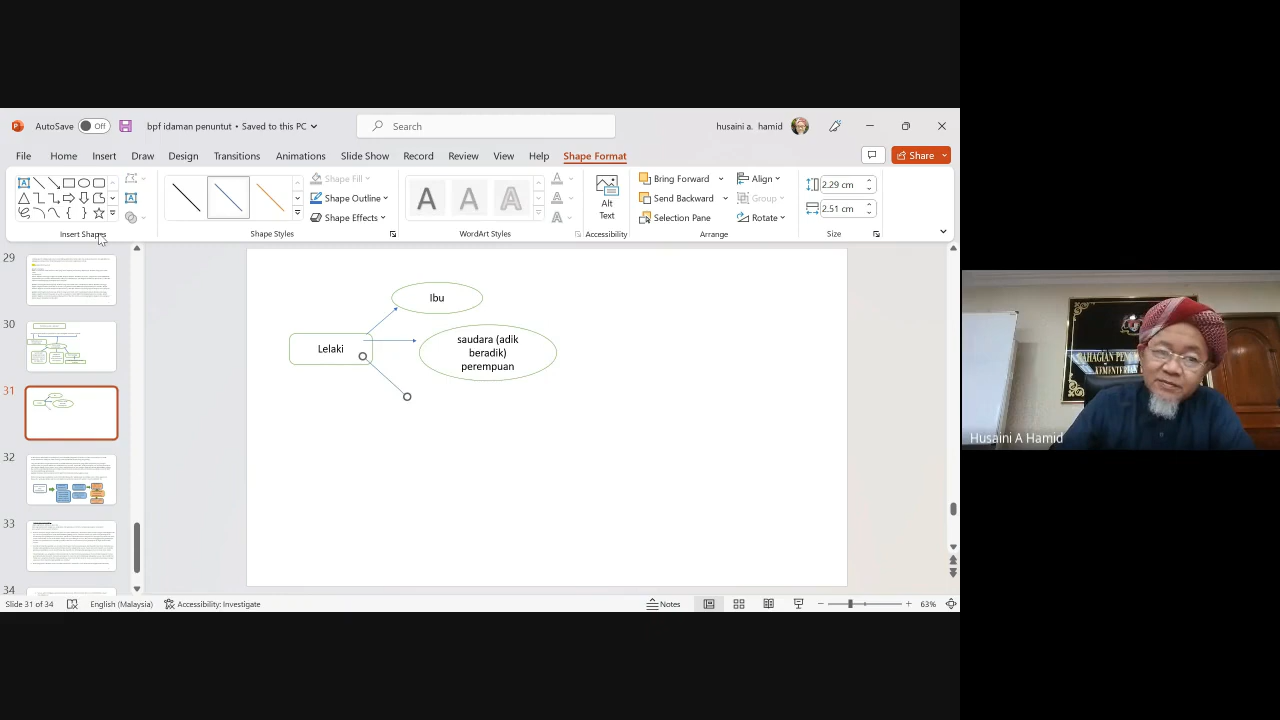 AutoSave Off bpf idaman penuntut • Saved to this PC Search husaini a. hamid
File Home Insert Draw Design Transitions Animations Slide Show Record Review View Help Shape Format Share
Shape Fill
Shape Outline
Shape Effects
A A A
Alt Text
Bring Forward
Send Backward
Selection Pane
Align
Group
Rotate
2.29 cm
2.51 cm
Insert Shapes Shape Styles WordArt Styles Accessibility Arrange Size
29
30
31
32
33
34
Ibu
Lelaki
saudara (adik
beradik)
perempuan
KEMENTERIAN
Husaini A Hamid
Slide 31 of 34 English (Malaysia) Accessibility: Investigate Notes 63%